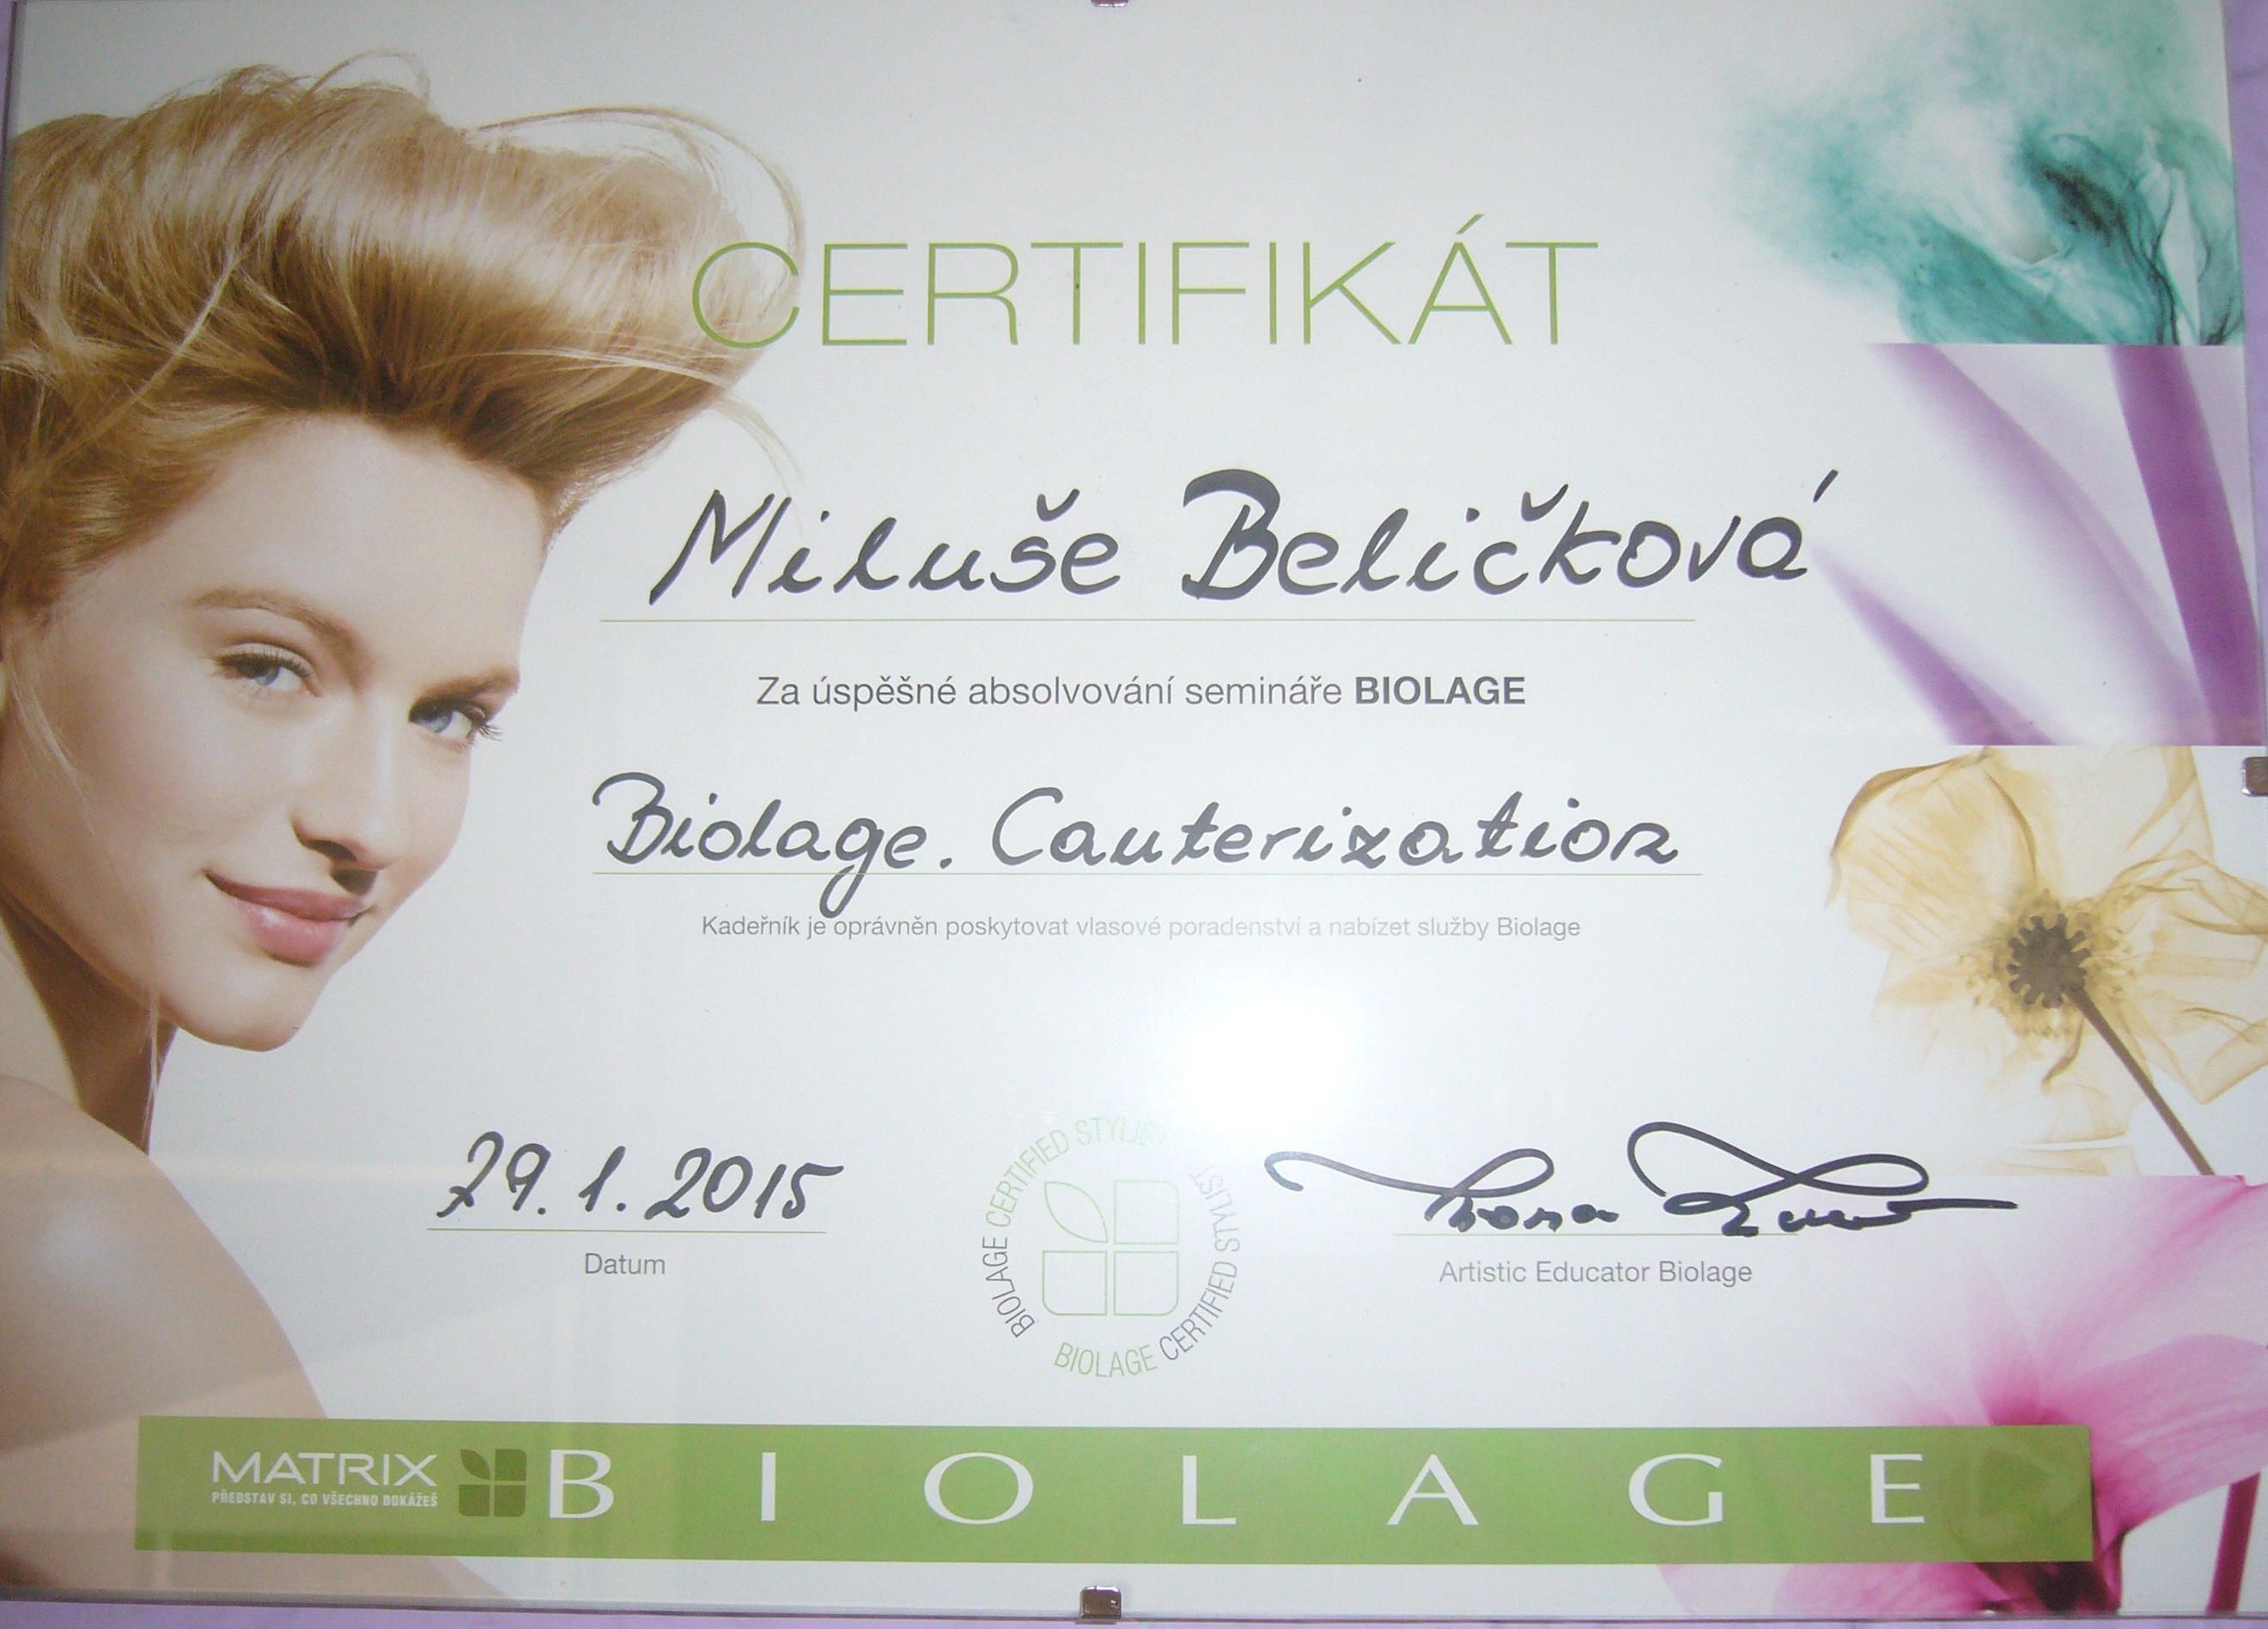 CERTIFIKÁT
Miluše Beličková
Za úspěšné absolvování semináře BIOLAGE
Biolage. Cauterization
Kadeřník je oprávněn poskytovat vlasové poradenství a nabízet služby Biolage
29.1.2015
Datum
BIOLAGE CERTIFIED STYLIST
BIOLAGE CERTIFIED STYLIST
Artistic Educator Biolage
MATRIX
PŘEDSTAV SI, CO VŠECHNO DOKÁŽEŠ
BIOLAGE